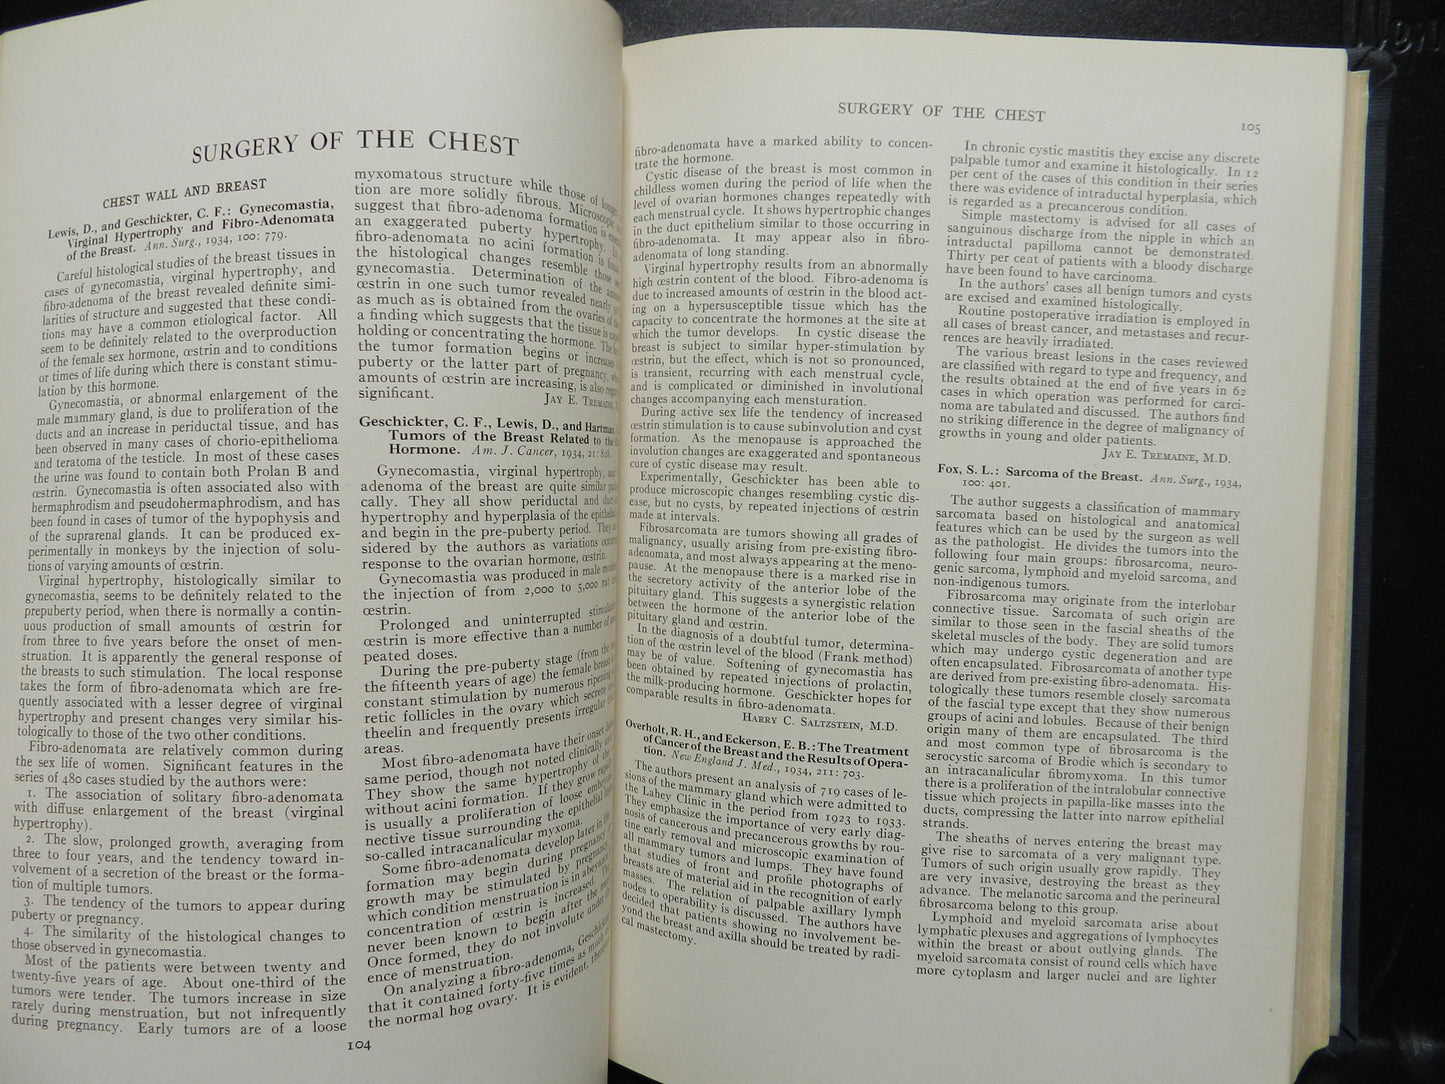 SURGERY OF THE CHEST
CHEST WALL AND BREAST
Lewis, D., and Geschickter, C. F.: Gynecomastia,
Virginal Hypertrophy and Fibro-Adenomata
of the Breast. Ann. Surg., 1934, 100: 779.
Careful histological studies of the breast tissues in
cases of gynecomastia, virginal hypertrophy, and
fibro-adenoma of the breast revealed definite simi-
larities of structure and suggested that these condi-
tions may have a common etiological factor. All
seem to be definitely related to the overproduction
of the female sex hormone, œstrin and to conditions
or times of life during which there is constant stimu-
lation by this hormone.
Gynecomastia, or abnormal enlargement of the
male mammary gland, is due to proliferation of the
ducts and an increase in periductal tissue, and has
been observed in many cases of chorio-epithelioma
and teratoma of the testicle. In most of these cases
the urine was found to contain both Prolan B and
œstrin. Gynecomastia is often associated also with
hermaphrodism and pseudohermaphrodism, and has
been found in cases of tumor of the hypophysis and
of the suprarenal glands. It can be produced ex-
perimentally in monkeys by the injection of solu-
tions of varying amounts of œstrin.
Virginal hypertrophy, histologically similar to
gynecomastia, seems to be definitely related to the
prepuberty period, when there is normally a contin-
uous production of small amounts of œstrin for
from three to five years before the onset of men-
struation. It is apparently the general response of
the breasts to such stimulation. The local response
takes the form of fibro-adenomata which are fre-
quently associated with a lesser degree of virginal
hypertrophy and present changes very similar his-
tologically to those of the two other conditions.
Fibro-adenomata are relatively common during
the sex life of women. Significant features in the
series of 480 cases studied by the authors were:
1. The association of solitary fibro-adenomata
with diffuse enlargement of the breast (virginal
hypertrophy).
2. The slow, prolonged growth, averaging from
three to four years, and the tendency toward in-
volvement of a secretion of the breast or the forma-
tion of multiple tumors.
3. The tendency of the tumors to appear during
puberty or pregnancy.
4. The similarity of the histological changes to
those observed in gynecomastia.
Most of the patients were between twenty and
twenty-five years of age. About one-third of the
tumors were tender. The tumors increase in size
rarely during menstruation, but not infrequently
during pregnancy. Early tumors are of a loose
myxomatous structure while those of longer
tion are more solidly fibrous. Microscopic
suggest that fibro-adenoma formation is
an exaggerated puberty hypertrophy.
fibro-adenomata no acini formation is
the histological changes resemble those
gynecomastia. Determination of the
œstrin in one such tumor revealed nearly
as much as is obtained from the ovaries of
a finding which suggests that the tissue is
holding or concentrating the hormone. The
the tumor formation begins or increases
puberty or the latter part of pregnancy,
amounts of œstrin are increasing, is also
significant. JAY E. TREMAINE,
Geschickter, C. F., Lewis, D., and Hartman
Tumors of the Breast Related to the
Hormone. Am. J. Cancer, 1934, 21: 828.
Gynecomastia, virginal hypertrophy, and
adenoma of the breast are quite similar
cally. They all show periductal and
hypertrophy and hyperplasia of the
and begin in the pre-puberty period. They
sidered by the authors as variations
response to the ovarian hormone, œstrin.
Gynecomastia was produced in male
the injection of from 2,000 to 5,000 rat
œstrin.
Prolonged and uninterrupted
œstrin is more effective than a number of
peated doses.
During the pre-puberty stage (from the
the fifteenth years of age) the female breast
constant stimulation by numerous ripening
retic follicles in the ovary which secrete
theelin and frequently presents irregular
areas.
Most fibro-adenomata have their onset
same period, though not noted clinically
They show the same hypertrophy of the
without acini formation. If they grow
is usually a proliferation of loose
nective tissue surrounding the epithelial
so-called intracanalicular myxoma.
Some fibro-adenomata develop later in life
formation may begin during pregnancy
growth may be stimulated by pregnancy,
which condition menstruation is in abeyance
concentration of œstrin is increased. The
never been known to begin after the
Once formed, they do not involute under
ence of menstruation.
On analyzing a fibro-adenoma, Geschickter
that it contained forty-five times as much
the normal hog ovary. It is evident,
104
SURGERY OF THE CHEST
105
fibro-adenomata have a marked ability to concen-
trate the hormone.
Cystic disease of the breast is most common in
childless women during the period of life when the
level of ovarian hormones changes repeatedly with
each menstrual cycle. It shows hypertrophic changes
in the duct epithelium similar to those occurring in
fibro-adenomata. It may appear also in fibro-
adenomata of long standing.
Virginal hypertrophy results from an abnormally
high œstrin content of the blood. Fibro-adenoma is
due to increased amounts of œstrin in the blood act-
ing on a hypersusceptible tissue which has the
capacity to concentrate the hormones at the site at
which the tumor develops. In cystic disease the
breast is subject to similar hyper-stimulation by
œstrin, but the effect, which is not so pronounced,
is transient, recurring with each menstrual cycle,
and is complicated or diminished in involutional
changes accompanying each menstruation.
During active sex life the tendency of increased
œstrin stimulation is to cause subinvolution and cyst
formation. As the menopause is approached the
involution changes are exaggerated and spontaneous
cure of cystic disease may result.
Experimentally, Geschickter has been able to
produce microscopic changes resembling cystic dis-
ease, but no cysts, by repeated injections of œstrin
made at intervals.
Fibrosarcomata are tumors showing all grades of
malignancy, usually arising from pre-existing fibro-
adenomata, and most always appearing at the meno-
pause. At the menopause there is a marked rise in
the secretory activity of the anterior lobe of the
pituitary gland. This suggests a synergistic relation
between the hormone of the anterior lobe of the
pituitary gland and œstrin.
In the diagnosis of a doubtful tumor, determina-
tion of the œstrin level of the blood (Frank method)
may be of value. Softening of gynecomastia has
been obtained by repeated injections of prolactin,
the milk-producing hormone. Geschickter hopes for
comparable results in fibro-adenomata.
HARRY C. SALTZSTEIN, M.D.
Overholt, R. H., and Eckerson, E. B.: The Treatment
of Cancer of the Breast and the Results of Opera-
tion. New England J. Med., 1934, 211: 703.
The authors present an analysis of 719 cases of le-
sions of the mammary gland which were admitted to
the Lahey Clinic in the period from 1923 to 1933.
They emphasize the importance of very early diag-
nosis of cancerous and precancerous growths by rou-
tine early removal and microscopic examination of
all mammary tumors and lumps. They have found
that studies of front and profile photographs of
breasts are of material aid in the recognition of early
masses. The relation of palpable axillary lymph
nodes to operability is discussed. The authors have
decided that patients showing no involvement be-
yond the breast and axilla should be treated by radi-
cal mastectomy.
In chronic cystic mastitis they excise any discrete
palpable tumor and examine it histologically. In 12
per cent of the cases of this condition in their series
there was evidence of intraductal hyperplasia, which
is regarded as a precancerous condition.
Simple mastectomy is advised for all cases of
sanguinous discharge from the nipple in which an
intraductal papilloma cannot be demonstrated.
Thirty per cent of patients with a bloody discharge
have been found to have carcinoma.
In the authors' cases all benign tumors and cysts
are excised and examined histologically.
Routine postoperative irradiation is employed in
all cases of breast cancer, and metastases and recur-
rences are heavily irradiated.
The various breast lesions in the cases reviewed
are classified with regard to type and frequency, and
the results obtained at the end of five years in 62
cases in which operation was performed for carci-
noma are tabulated and discussed. The authors find
no striking difference in the degree of malignancy of
growths in young and older patients.
JAY E. TREMAINE, M.D.
Fox, S. L.: Sarcoma of the Breast. Ann. Surg., 1934,
100: 401.
The author suggests a classification of mammary
sarcomata based on histological and anatomical
features which can be used by the surgeon as well
as the pathologist. He divides the tumors into the
following four main groups: fibrosarcoma, neuro-
genic sarcoma, lymphoid and myeloid sarcoma, and
non-indigenous tumors.
Fibrosarcoma may originate from the interlobar
connective tissue. Sarcomata of such origin are
similar to those seen in the fascial sheaths of the
skeletal muscles of the body. They are solid tumors
which may undergo cystic degeneration and are
often encapsulated. Fibrosarcomata of another type
are derived from pre-existing fibro-adenomata. His-
tologically these tumors resemble closely sarcomata
of the fascial type except that they show numerous
groups of acini and lobules. Because of their benign
origin many of them are encapsulated. The third
and most common type of fibrosarcoma is the
serocystic sarcoma of Brodie which is secondary to
an intracanalicular fibromyxoma. In this tumor
there is a proliferation of the intralobular connective
tissue which projects in papilla-like masses into the
ducts, compressing the latter into narrow epithelial
strands.
The sheaths of nerves entering the breast may
give rise to sarcomata of a very malignant type.
Tumors of such origin usually grow rapidly. They
are very invasive, destroying the breast as they
advance. The melanotic sarcoma and the perineural
fibrosarcoma belong to this group.
Lymphoid and myeloid sarcomata arise about
lymphatic plexuses and aggregations of lymphocytes
within the breast or about outlying glands. The
myeloid sarcomata consist of round cells which have
more cytoplasm and larger nuclei and are lighter